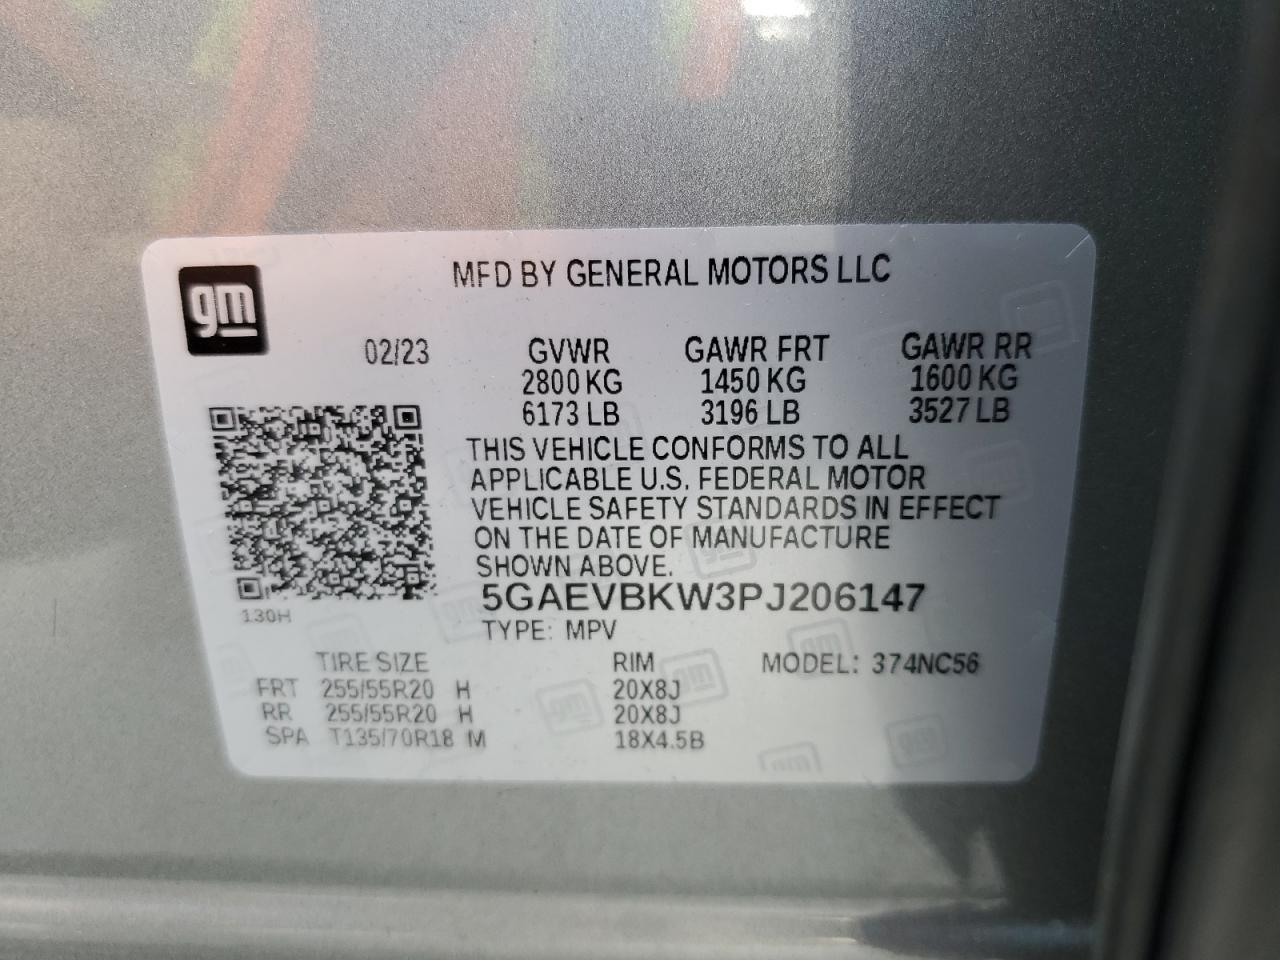 MFD BY GENERAL MOTORS LLC
gm
02/23 GVWR GAWR FRT GAWR RR
2800 KG 1450 KG 1600 KG
6173 LB 3196 LB 3527 LB
THIS VEHICLE CONFORMS TO ALL
APPLICABLE U.S. FEDERAL MOTOR
VEHICLE SAFETY STANDARDS IN EFFECT
ON THE DATE OF MANUFACTURE
SHOWN ABOVE.
5GAEVBKW3PJ206147
130H
TYPE: MPV
TIRE SIZE RIM MODEL: 374NC56
FRT 255/55R20 H 20X8J
RR 255/55R20 H 20X8J
SPA T135/70R18 M 18X4.5B